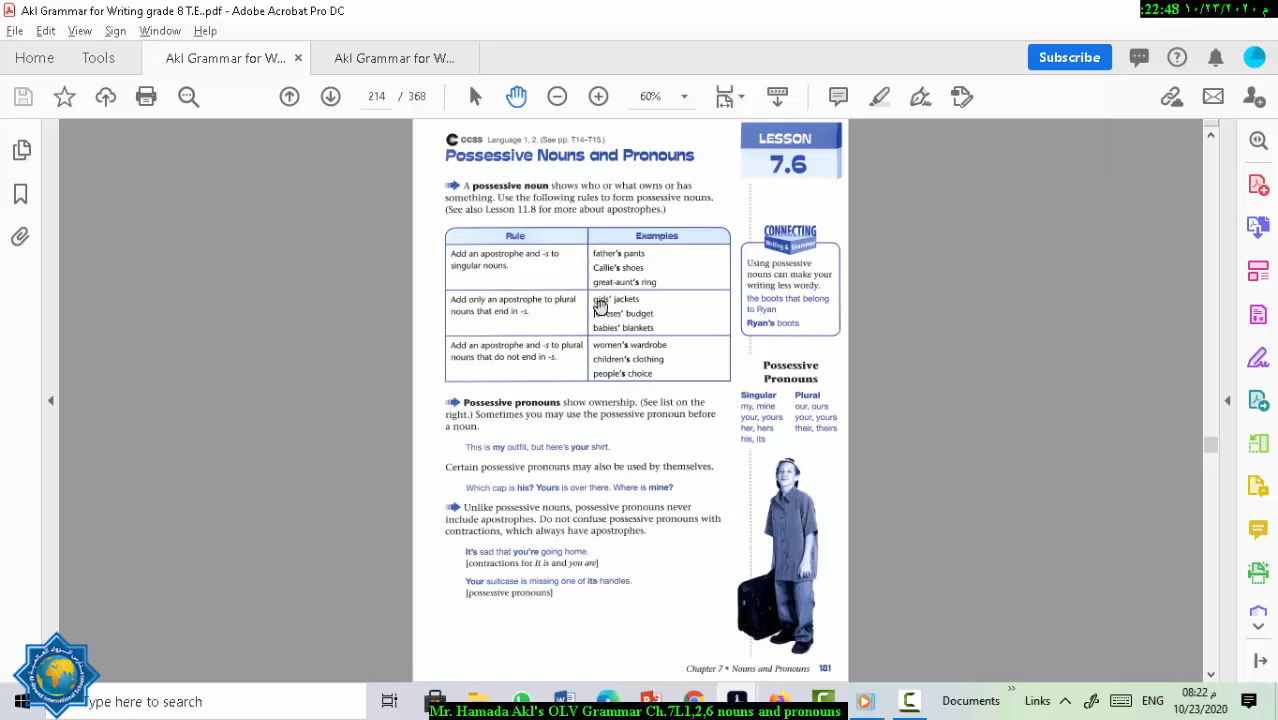 Akl Grammar for Writing grade 8 T.E..pdf - Adobe Acrobat Pro DC
:22:48 ١٠/٢٣/٢٠٢٠ م
File Edit View Sign Window Help
Home Tools Akl Grammar for W... × Akl Grammar for W... Subscribe
214 / 368 60%
CCSS Language 1, 2. (See pp. T14–T15.)
Possessive Nouns and Pronouns
LESSON
7.6
A possessive noun shows who or what owns or has
something. Use the following rules to form possessive nouns.
(See also Lesson 11.8 for more about apostrophes.)
Rule Examples
Add an apostrophe and -s to
singular nouns.
father's pants
Callie's shoes
great-aunt's ring
Add only an apostrophe to plural
nouns that end in -s.
jackets
budget
babies' blankets
Add an apostrophe and -s to plural
nouns that do not end in -s.
women's wardrobe
children's clothing
people's choice
CONNECTING
Writing & Grammar
Using possessive
nouns can make your
writing less wordy.
the boots that belong
to Ryan
Ryan's boots
Possessive
Pronouns
Singular Plural
my, mine our, ours
your, yours your, yours
her, hers their, theirs
his, its
Possessive pronouns show ownership. (See list on the
right.) Sometimes you may use the possessive pronoun before
a noun.
This is my outfit, but here's your shirt.
Certain possessive pronouns may also be used by themselves.
Which cap is his? Yours is over there. Where is mine?
Unlike possessive nouns, possessive pronouns never
include apostrophes. Do not confuse possessive pronouns with
contractions, which always have apostrophes.
It's sad that you're going home.
[contractions for It is and you are]
Your suitcase is missing one of its handles.
[possessive pronouns]
Chapter 7 • Nouns and Pronouns 181
ype here to search
Documents Links ENG
م 08:22
10/23/2020
Mr. Hamada Akl's OLV Grammar Ch.7L1,2,6 nouns and pronouns